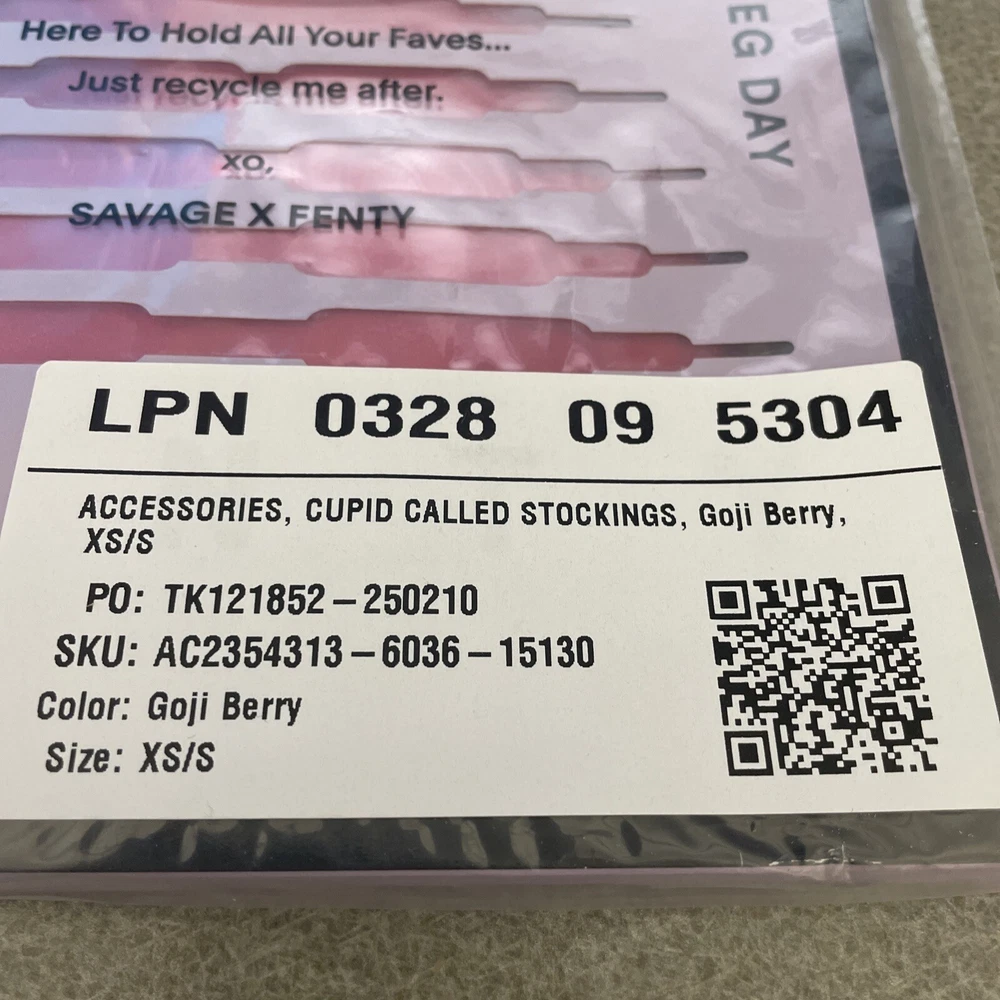 Here To Hold All Your Faves...
Just recycle me after.
xo,
SAVAGE X FENTY
EG DAY
LPN 0328 09 5304
ACCESSORIES, CUPID CALLED STOCKINGS, Goji Berry,
XS/S
PO: TK121852-250210
SKU: AC2354313-6036-15130
Color: Goji Berry
Size: XS/S